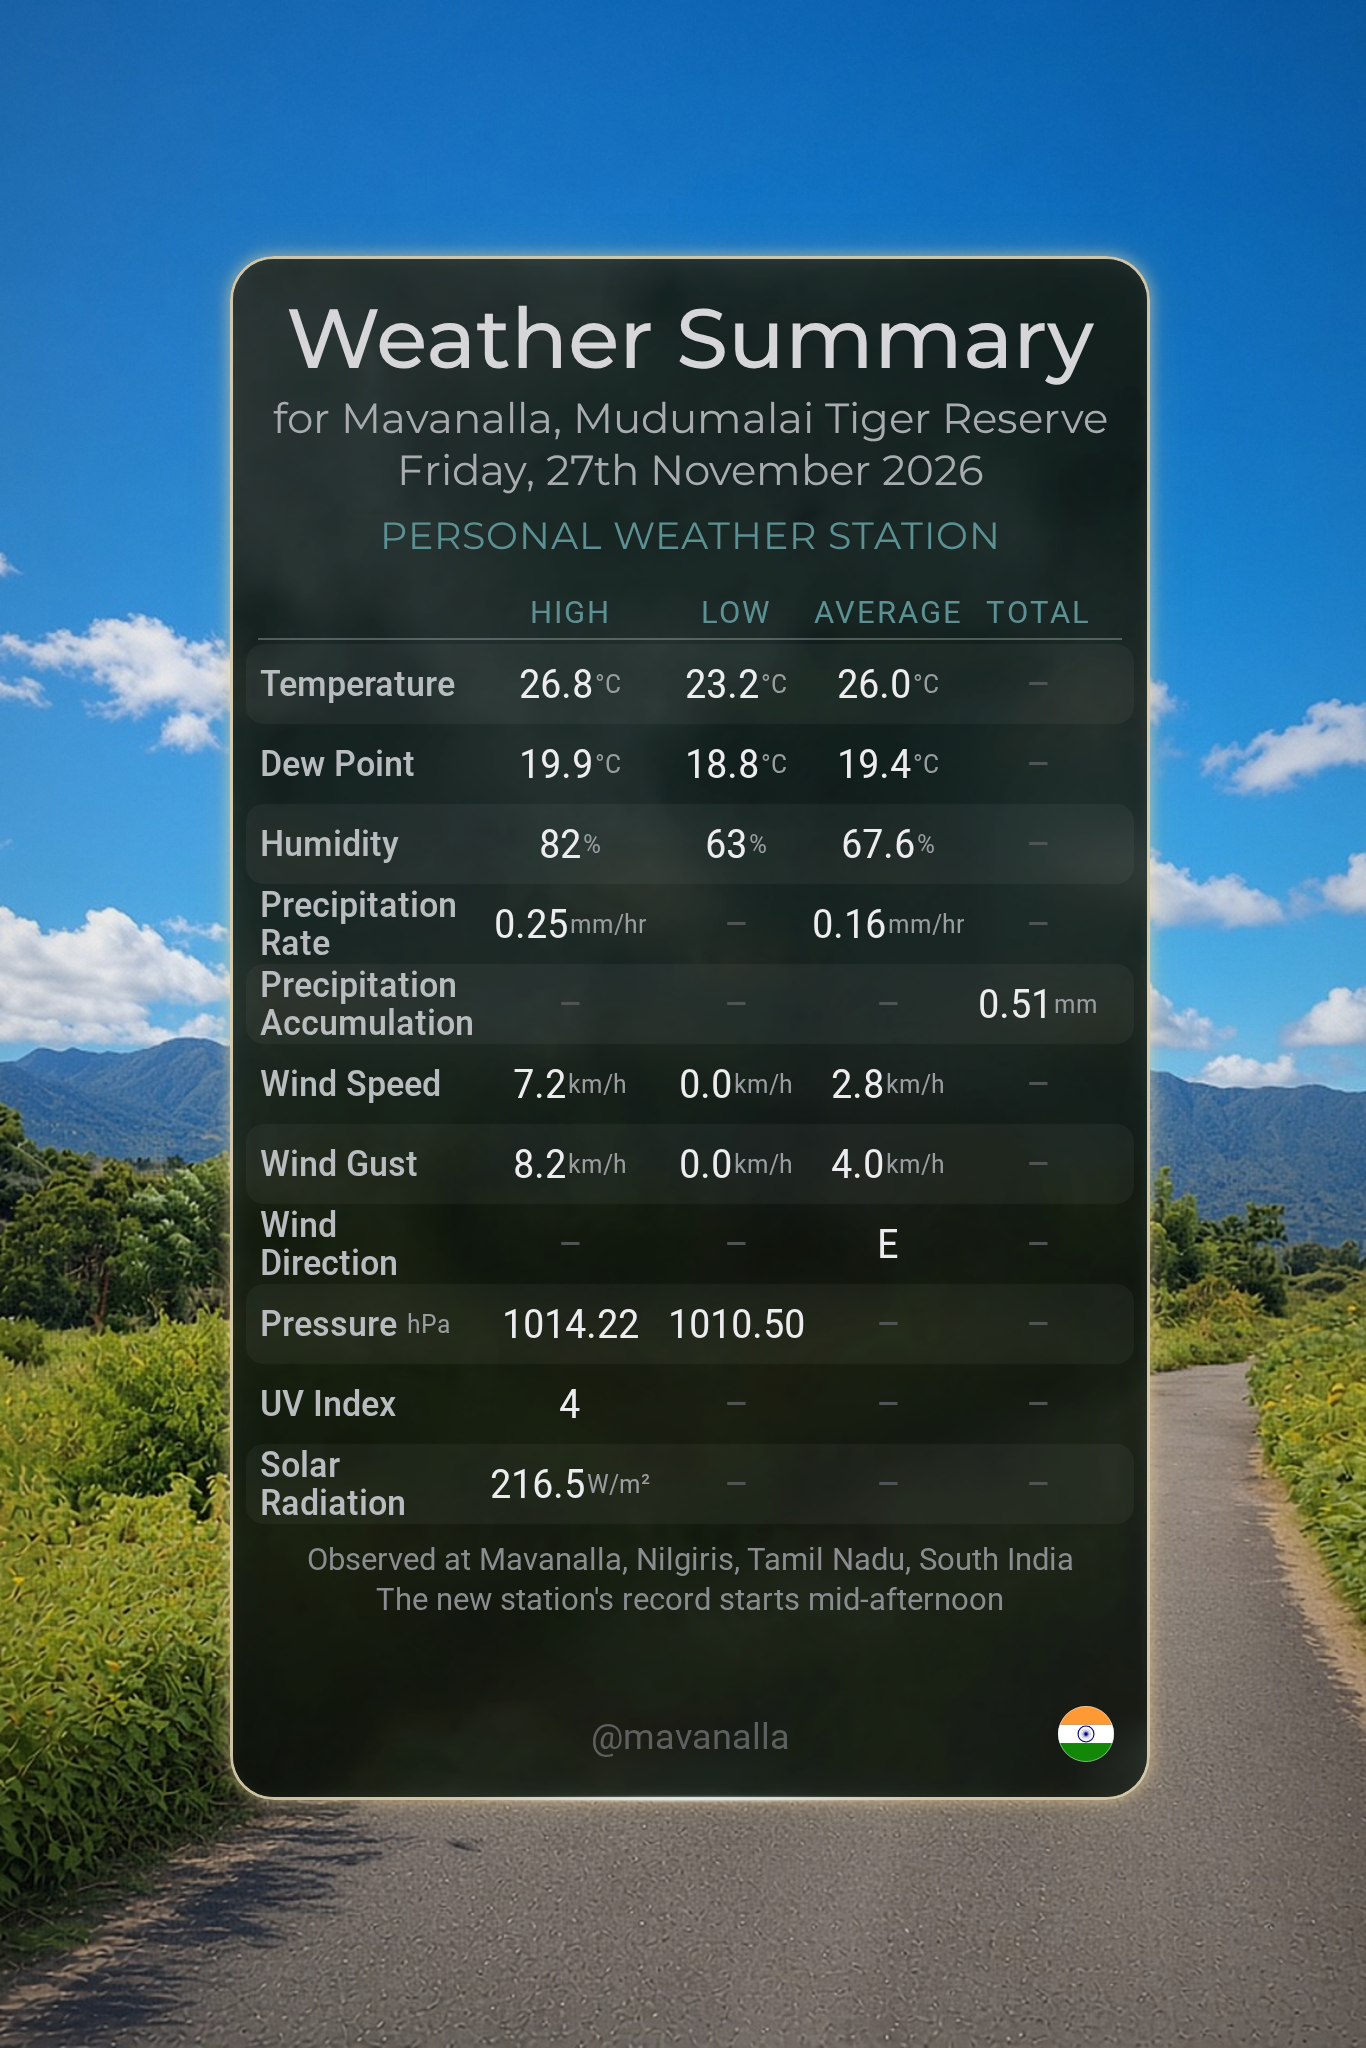 Weather Summary
for Mavanalla, Mudumalai Tiger Reserve
Friday, 27th November 2026
PERSONAL WEATHER STATION
HIGH LOW AVERAGE TOTAL
Temperature 26.8°C 23.2°C 26.0°C –
Dew Point 19.9°C 18.8°C 19.4°C –
Humidity 82% 63% 67.6% –
Precipitation
Rate 0.25mm/hr – 0.16mm/hr –
Precipitation
Accumulation – – – 0.51mm
Wind Speed 7.2km/h 0.0km/h 2.8km/h –
Wind Gust 8.2km/h 0.0km/h 4.0km/h –
Wind
Direction – – E –
Pressure hPa 1014.22 1010.50 – –
UV Index 4 – – –
Solar
Radiation 216.5W/m² – – –
Observed at Mavanalla, Nilgiris, Tamil Nadu, South India
The new station's record starts mid-afternoon
@mavanalla